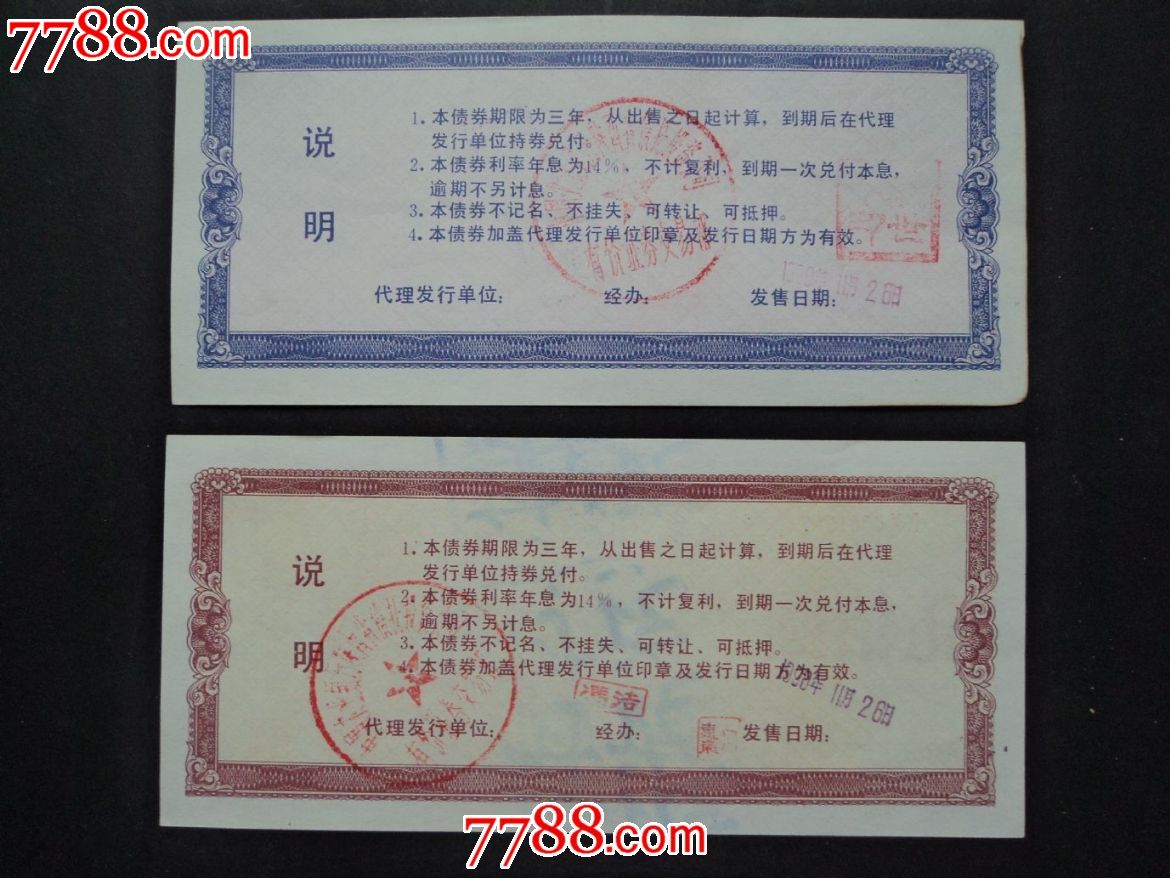 7788.com
说明
1. 本债券期限为三年，从出售之日起计算，到期后在代理
发行单位持券兑付。
2. 本债券利率年息为14%，不计复利，到期一次兑付本息，
逾期不另计息。
3. 本债券不记名、不挂失、可转让、可抵押。
4. 本债券加盖代理发行单位印章及发行日期方为有效。
代理发行单位： 经办： 发售日期：
11月26日
说明
1. 本债券期限为三年，从出售之日起计算，到期后在代理
发行单位持券兑付。
2. 本债券利率年息为14%，不计复利，到期一次兑付本息，
逾期不另计息。
3. 本债券不记名、不挂失、可转让、可抵押。
4. 本债券加盖代理发行单位印章及发行日期方为有效。
11月26日
代理发行单位： 经办： 发售日期：
7788.com